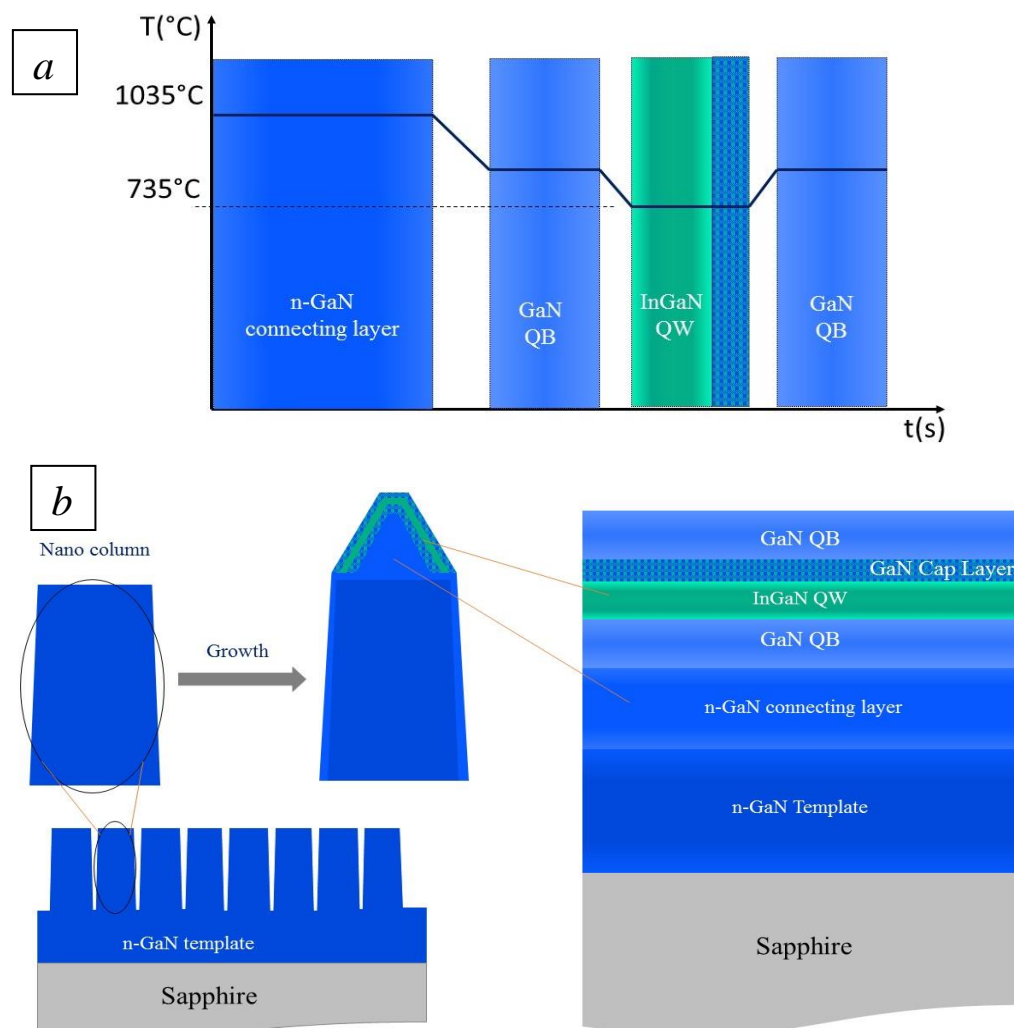 a
T(°C)
1035°C
735°C
n-GaN
connecting layer
GaN
QB
InGaN
QW
GaN
QB
t(s)
b
Nano column
Growth
n-GaN template
Sapphire
GaN QB
GaN Cap Layer
InGaN QW
GaN QB
n-GaN connecting layer
n-GaN Template
Sapphire